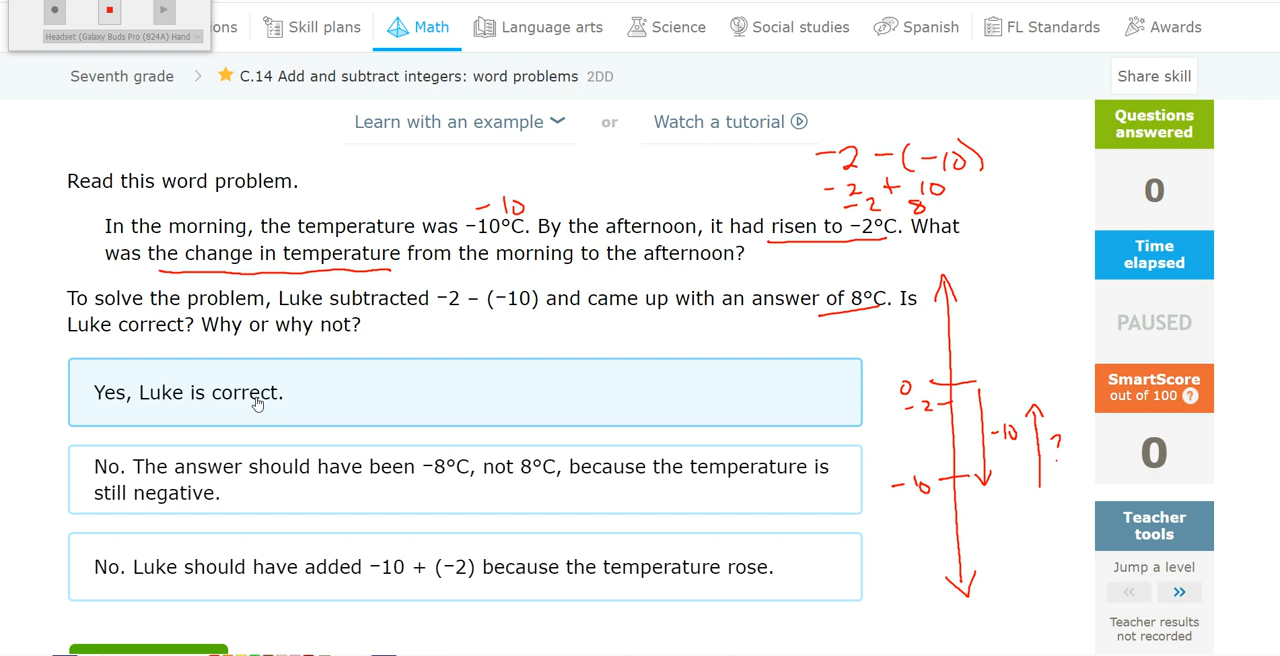 Headset (Galaxy Buds Pro (824A) Hand
ons
Skill plans
Math
Language arts
Science
Social studies
Spanish
FL Standards
Awards
Seventh grade > C.14 Add and subtract integers: word problems 2DD
Share skill
Learn with an example
or
Watch a tutorial
Questions answered
0
Time elapsed
PAUSED
SmartScore
out of 100 ?
0
Teacher tools
Jump a level
<<
>>
Teacher results not recorded
Read this word problem.
In the morning, the temperature was −10°C. By the afternoon, it had risen to −2°C. What
was the change in temperature from the morning to the afternoon?
To solve the problem, Luke subtracted −2 – (−10) and came up with an answer of 8°C. Is
Luke correct? Why or why not?
Yes, Luke is correct.
No. The answer should have been −8°C, not 8°C, because the temperature is
still negative.
No. Luke should have added −10 + (−2) because the temperature rose.
−2 −(−10)
−2 + 10
−2 8
−10
0
−2
−10
−10
?